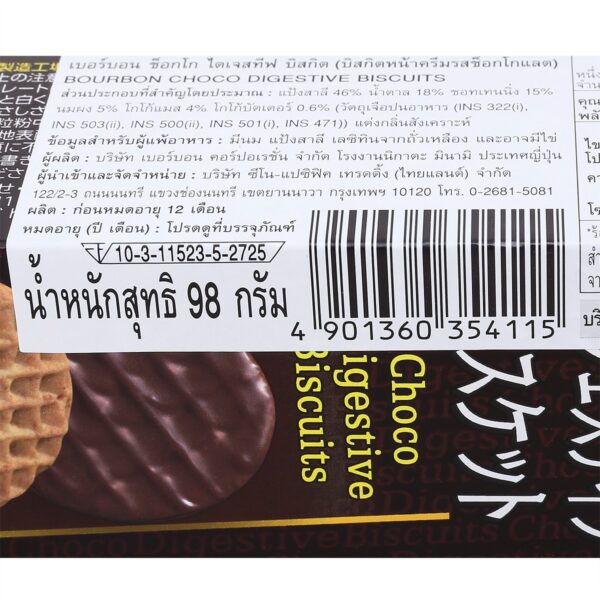 เบอร์บอน ช็อกโก ไดเจสทีฟ บิสกิต (บิสกิตหน้าครีมรสช็อกโกแลต)
BOURBON CHOCO DIGESTIVE BISCUITS
ส่วนประกอบที่สำคัญโดยประมาณ : แป้งสาลี 46% น้ำตาล 18% ชอทเทนนิ่ง 15%
นมผง 5% โกโก้แมส 4% โกโก้บัตเตอร์ 0.6% (วัตถุเจือปนอาหาร (INS 322(i),
INS 503(ii), INS 500(ii), INS 501(i), INS 471)) แต่งกลิ่นสังเคราะห์
ข้อมูลสำหรับผู้แพ้อาหาร : มีนม แป้งสาลี เลซิทินจากถั่วเหลือง และอาจมีไข่
ผู้ผลิต : บริษัท เบอร์บอน คอร์ปอเรชั่น จำกัด โรงงานนิกาตะ มินามิ ประเทศญี่ปุ่น
ผู้นำเข้าและจัดจำหน่าย : บริษัท ซีโน-แปซิฟิค เทรดดิ้ง (ไทยแลนด์) จำกัด
122/2-3 ถนนนนทรี แขวงช่องนนทรี เขตยานนาวา กรุงเทพฯ 10120 โทร. 0-2681-5081
ผลิต : ก่อนหมดอายุ 12 เดือน
หมดอายุ (ปี เดือน) : โปรดดูที่บรรจุภัณฑ์
10-3-11523-5-2725
น้ำหนักสุทธิ 98 กรัม
4 901360 354115
Choco
Digestive
Biscuits
スケット
Choco Digestive Biscuits